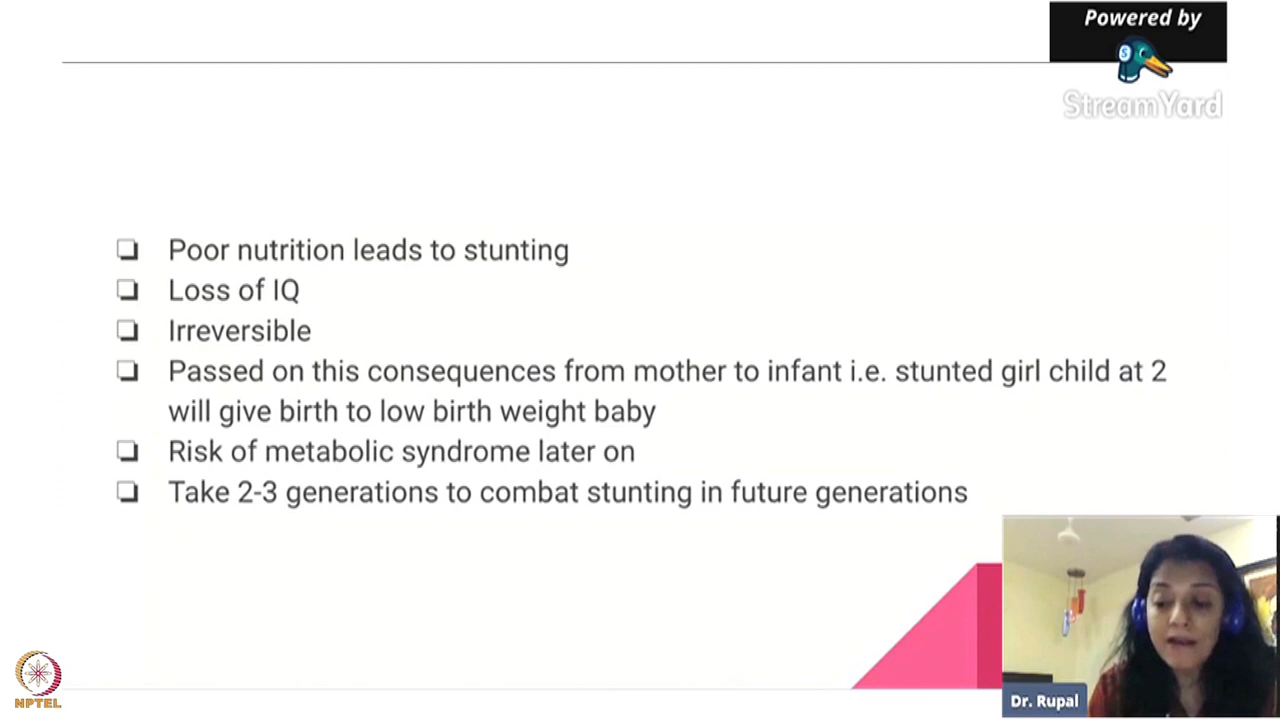 Powered by
StreamYard
Poor nutrition leads to stunting
Loss of IQ
Irreversible
Passed on this consequences from mother to infant i.e. stunted girl child at 2
will give birth to low birth weight baby
Risk of metabolic syndrome later on
Take 2-3 generations to combat stunting in future generations
Dr. Rupal
NPTEL